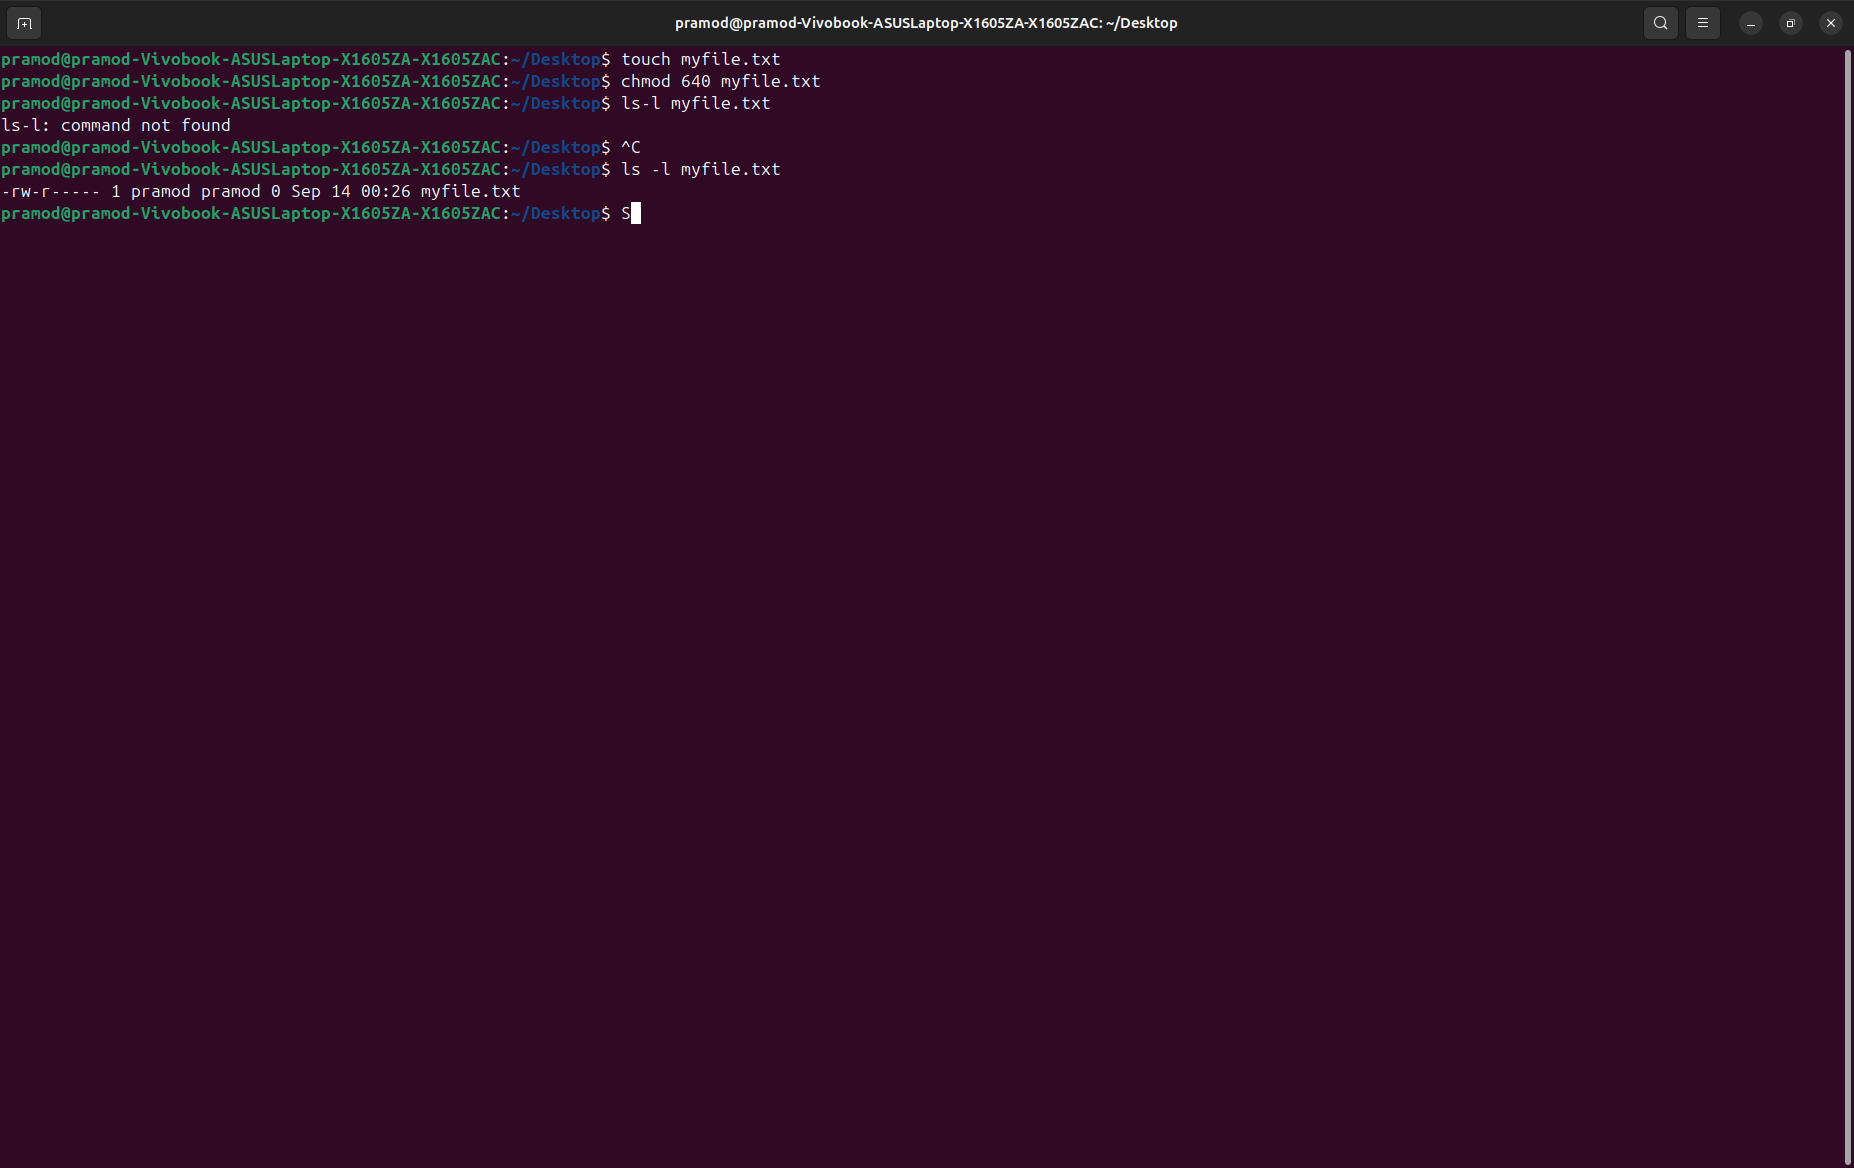 pramod@pramod-Vivobook-ASUSLaptop-X1605ZA-X1605ZAC: ~/Desktop
pramod@pramod-Vivobook-ASUSLaptop-X1605ZA-X1605ZAC:~/Desktop$ touch myfile.txt
pramod@pramod-Vivobook-ASUSLaptop-X1605ZA-X1605ZAC:~/Desktop$ chmod 640 myfile.txt
pramod@pramod-Vivobook-ASUSLaptop-X1605ZA-X1605ZAC:~/Desktop$ ls-l myfile.txt
ls-l: command not found
pramod@pramod-Vivobook-ASUSLaptop-X1605ZA-X1605ZAC:~/Desktop$ ^C
pramod@pramod-Vivobook-ASUSLaptop-X1605ZA-X1605ZAC:~/Desktop$ ls -l myfile.txt
-rw-r----- 1 pramod pramod 0 Sep 14 00:26 myfile.txt
pramod@pramod-Vivobook-ASUSLaptop-X1605ZA-X1605ZAC:~/Desktop$ S